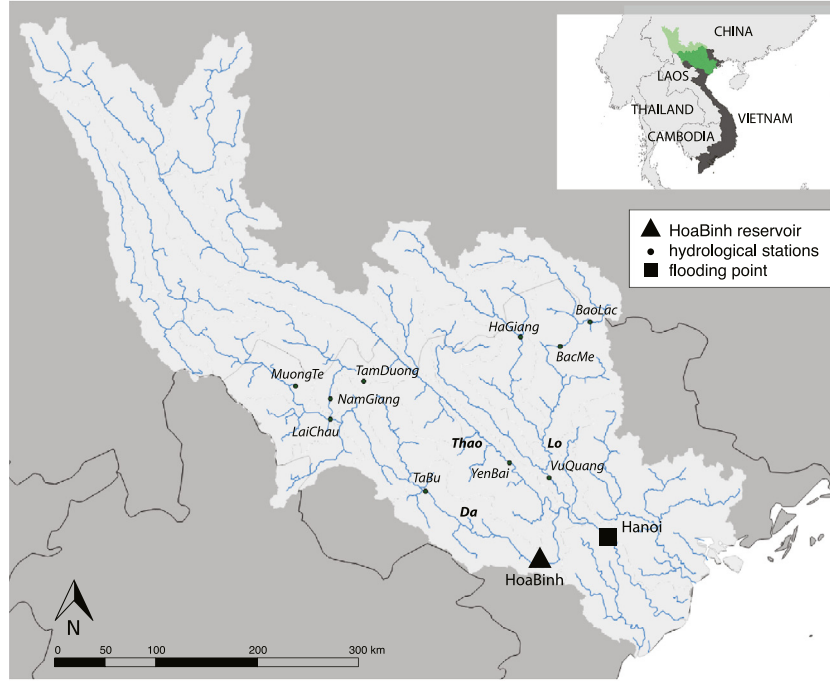 CHINA
LAOS
THAILAND
VIETNAM
CAMBODIA
HoaBinh reservoir
hydrological stations
flooding point
BaoLac
HaGiang
BacMe
MuongTe
TamDuong
NamGiang
LaiChau
Thao
Lo
YenBai
VuQuang
TaBu
Da
Hanoi
HoaBinh
N
0 50 100 200 300 km